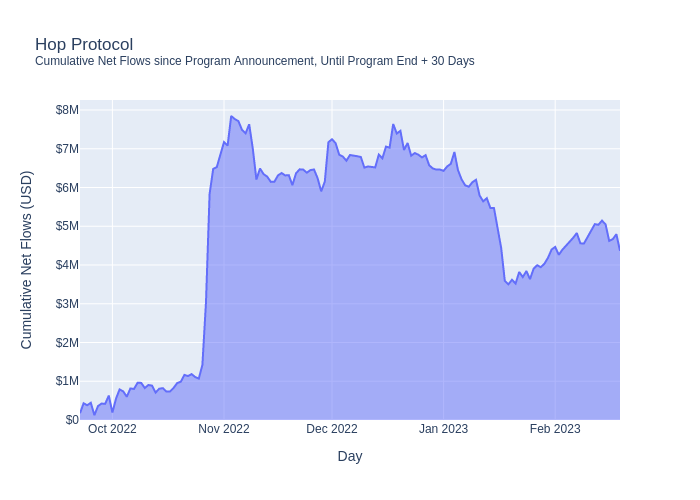 Hop Protocol
Cumulative Net Flows since Program Announcement, Until Program End + 30 Days
Cumulative Net Flows (USD)
$8M
$7M
$6M
$5M
$4M
$3M
$2M
$1M
$0
Oct 2022
Nov 2022
Dec 2022
Jan 2023
Feb 2023
Day